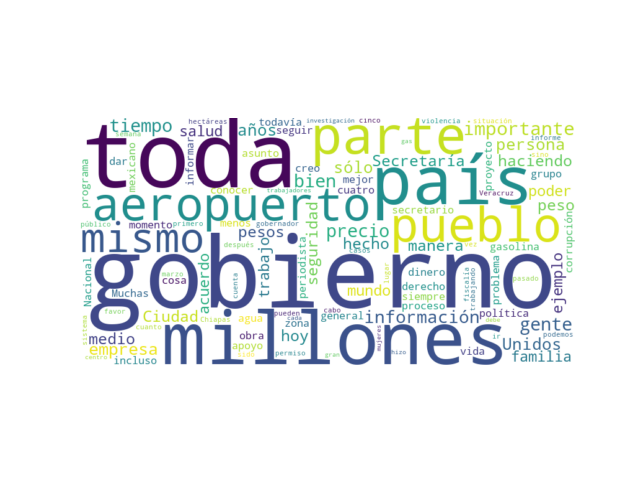 hectáreas todavía investigación cinco violencia situación
tiempo salud años seguir parte importante informe
toda
semana asunto sólo persona
dar creo gas Secretaría proyecto haciendo
programa mexicano informar conocer bien mejor país grupo
trabajadores cuatro Veracruz poder
aeropuerto secretario peso
público momento primero menos gobernador precio pueblo corrupción
mismo pesos hecho manera gasolina
después casos
seguridad periodista
gobierno
Nacional acuerdo trabajo cosa marzo cuenta mundo dinero derecho siempre proceso fiscalía trabajando problema pasado ejemplo
Muchas lugar
favor Ciudad Chiapas pueden cada agua zona cabo general información política
sistema cuanto hoy gente
medio obra millones ir podemos
empresa apoyo mujeres vida Unidos
centro incluso sido permiso gran hizo familia